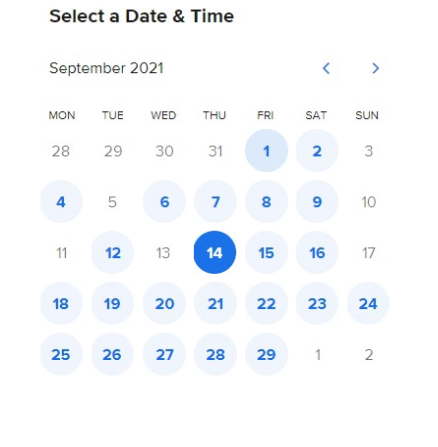 Select a Date & Time
September 2021
MON TUE WED THU FRI SAT SUN
28 29 30 31 1 2 3
4 5 6 7 8 9 10
11 12 13 14 15 16 17
18 19 20 21 22 23 24
25 26 27 28 29 1 2